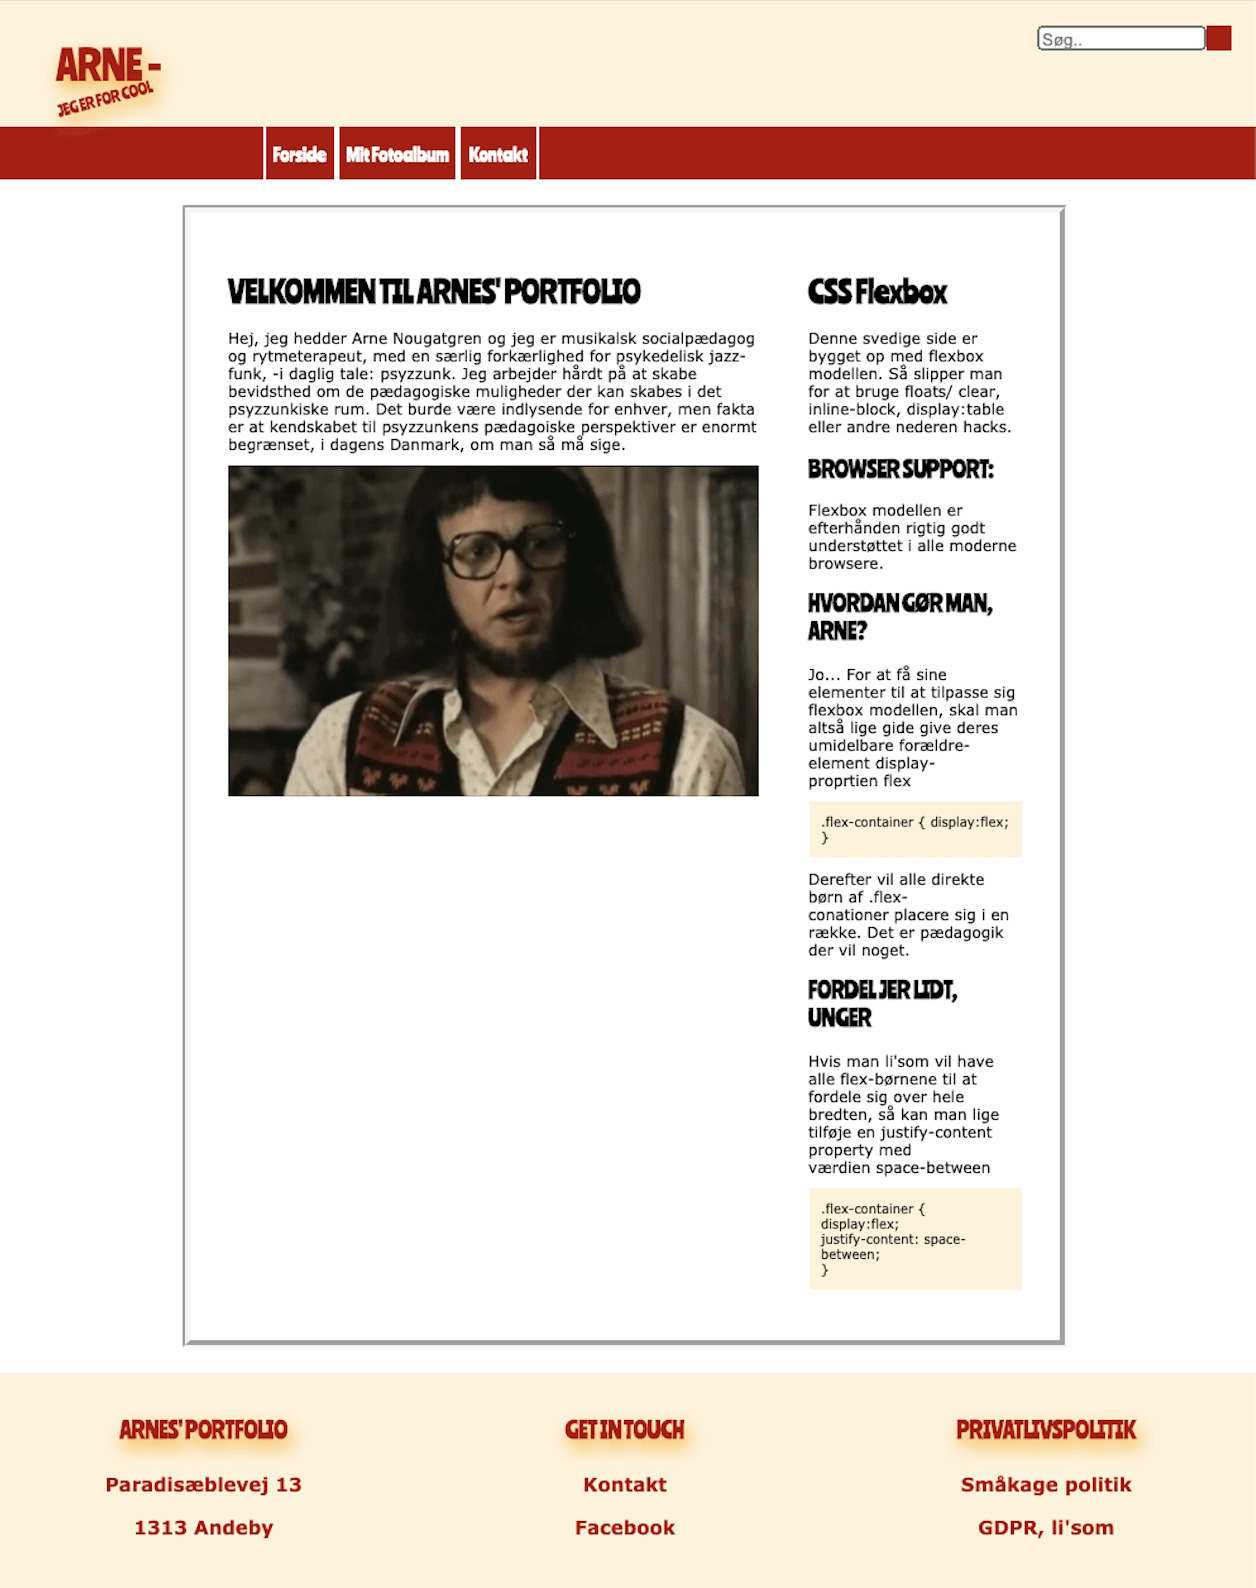 ARNE -
JEG ER FOR COOL
Søg..
Forside
Mit Fotoalbum
Kontakt
VELKOMMEN TIL ARNES' PORTFOLIO
Hej, jeg hedder Arne Nougatgren og jeg er musikalsk socialpædagog
og rytmeterapeut, med en særlig forkærlighed for psykedelisk jazz-
funk, -i daglig tale: psyzzunk. Jeg arbejder hårdt på at skabe
bevidsthed om de pædagogiske muligheder der kan skabes i det
psyzzunkiske rum. Det burde være indlysende for enhver, men fakta
er at kendskabet til psyzzunkens pædagoiske perspektiver er enormt
begrænset, i dagens Danmark, om man så må sige.
CSS Flexbox
Denne svedige side er
bygget op med flexbox
modellen. Så slipper man
for at bruge floats/ clear,
inline-block, display:table
eller andre nederen hacks.
BROWSER SUPPORT:
Flexbox modellen er
efterhånden rigtig godt
understøttet i alle moderne
browsere.
HVORDAN GØR MAN,
ARNE?
Jo... For at få sine
elementer til at tilpasse sig
flexbox modellen, skal man
altså lige gide give deres
umidelbare forældre-
element display-
proprtien flex
.flex-container { display:flex;
}
Derefter vil alle direkte
børn af .flex-
conationer placere sig i en
række. Det er pædagogik
der vil noget.
FORDEL JER LIDT,
UNGER
Hvis man li'som vil have
alle flex-børnene til at
fordele sig over hele
bredten, så kan man lige
tilføje en justify-content
property med
værdien space-between
.flex-container {
display:flex;
justify-content: space-
between;
}
ARNES' PORTFOLIO
Paradisæblevej 13
1313 Andeby
GET IN TOUCH
Kontakt
Facebook
PRIVATLIVSPOLITIK
Småkage politik
GDPR, li'som